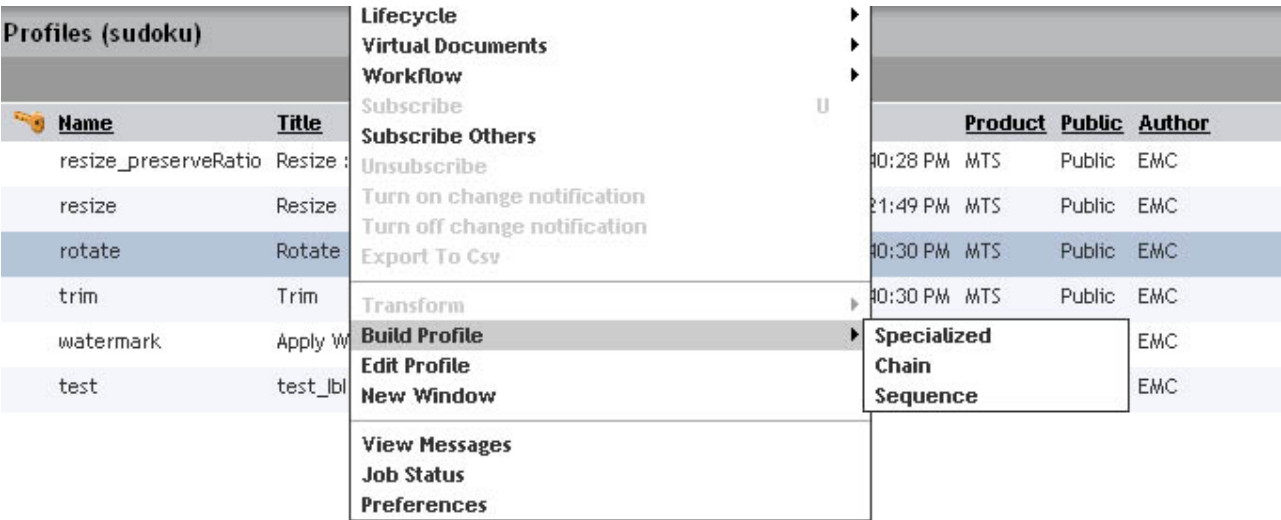 Profiles (sudoku)
Name Title Product Public Author
resize_preserveRatio Resize : 40:28 PM MTS Public EMC
resize Resize 21:49 PM MTS Public EMC
rotate Rotate 40:30 PM MTS Public EMC
trim Trim 40:30 PM MTS Public EMC
watermark Apply W EMC
test test_lbl EMC
Lifecycle
Virtual Documents
Workflow
Subscribe U
Subscribe Others
Unsubscribe
Turn on change notification
Turn off change notification
Export To Csv
Transform
Build Profile
Edit Profile
New Window
View Messages
Job Status
Preferences
Specialized
Chain
Sequence